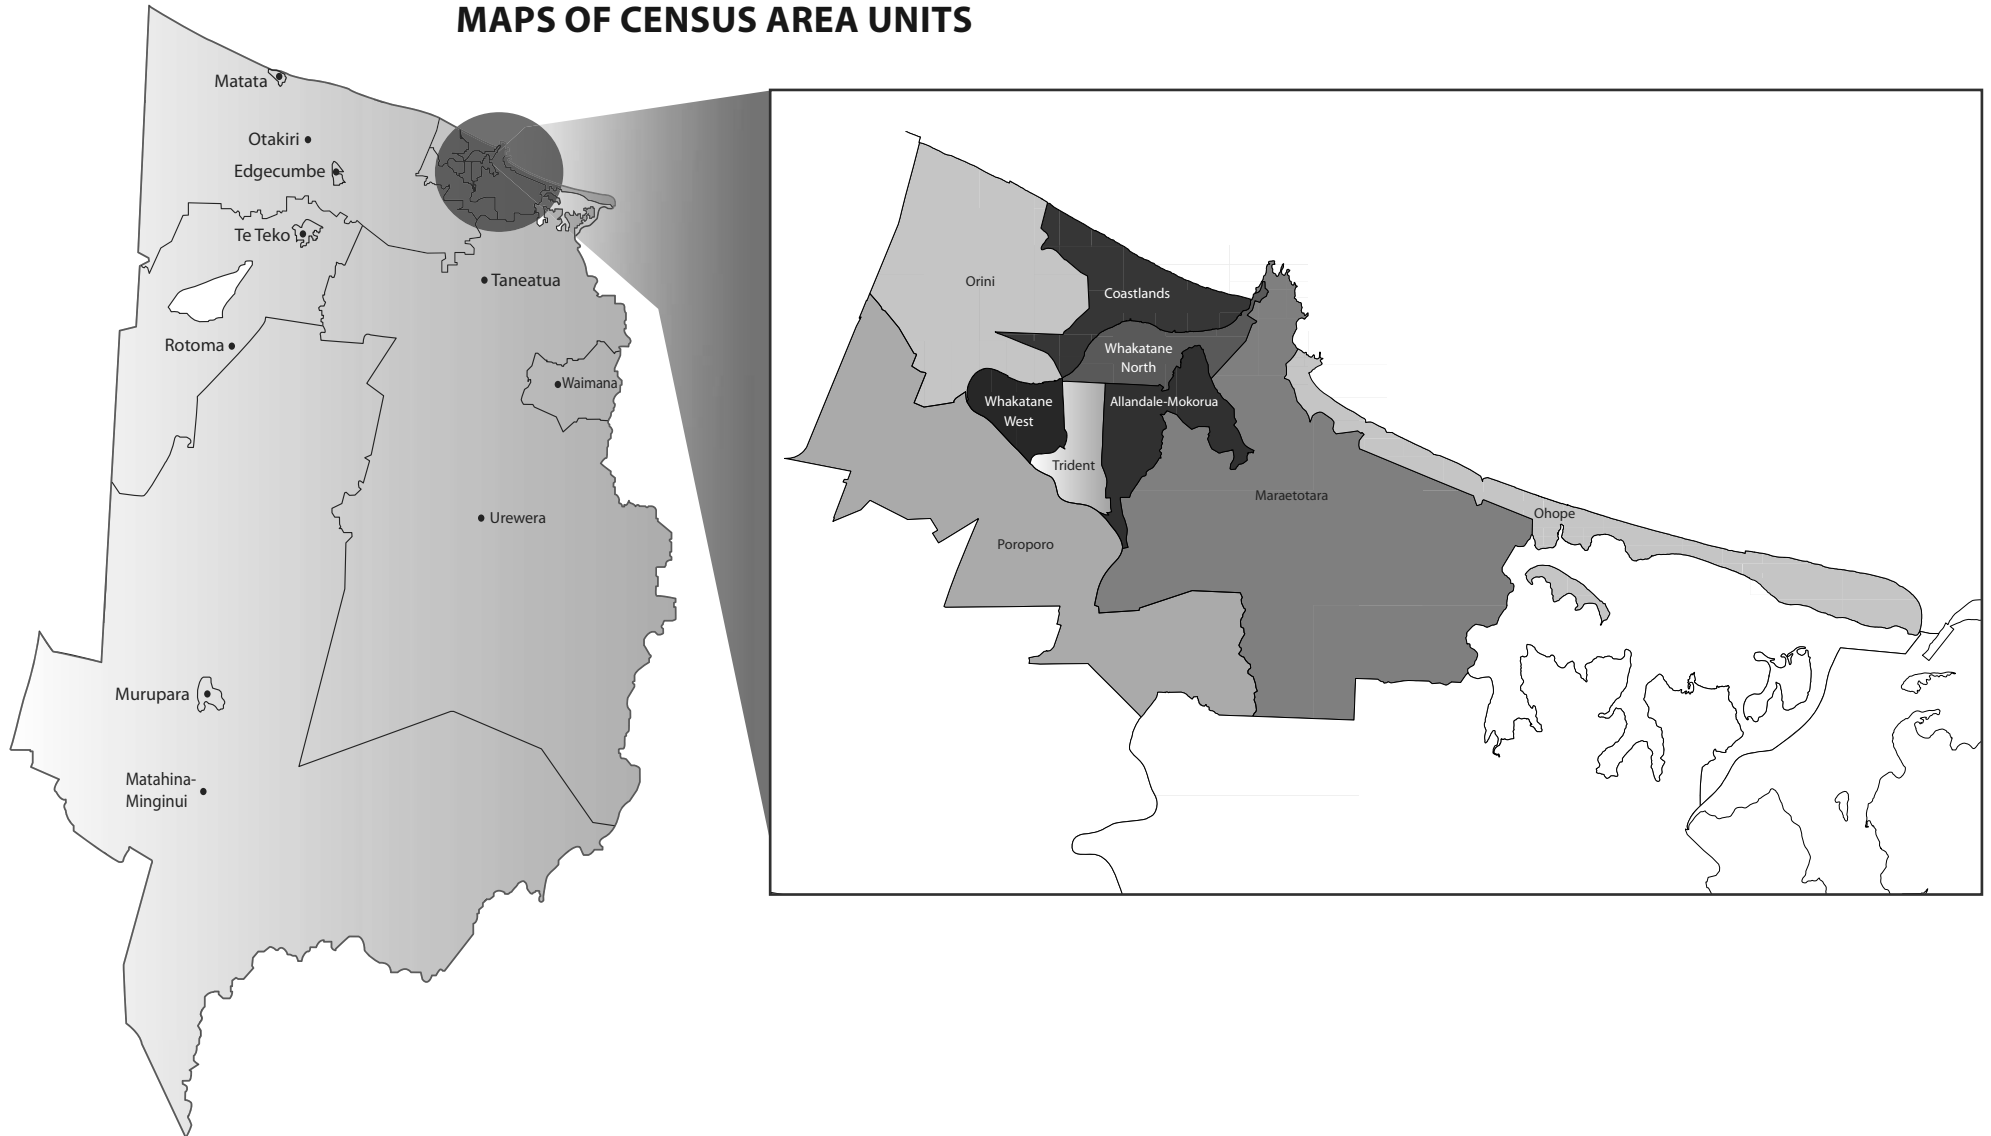 MAPS OF CENSUS AREA UNITS
Matata
Otakiri
Edgecumbe
Te Teko
Taneatua
Rotoma
Waimana
Urewera
Murupara
Matahina-
Minginui
Orini
Coastlands
Whakatane
North
Whakatane
West
Allandale-Mokorua
Trident
Maraetotara
Ohope
Poroporo